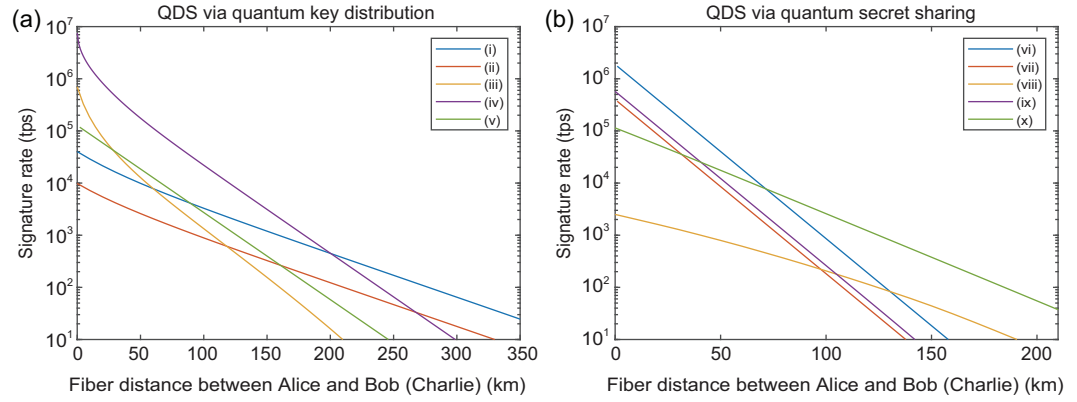 (a)
QDS via quantum key distribution
Signature rate (tps)
10^7
10^6
10^5
10^4
10^3
10^2
10^1
(i)
(ii)
(iii)
(iv)
(v)
0 50 100 150 200 250 300 350
Fiber distance between Alice and Bob (Charlie) (km)
(b)
QDS via quantum secret sharing
Signature rate (tps)
10^7
10^6
10^5
10^4
10^3
10^2
10^1
(vi)
(vii)
(viii)
(ix)
(x)
0 50 100 150 200
Fiber distance between Alice and Bob (Charlie) (km)